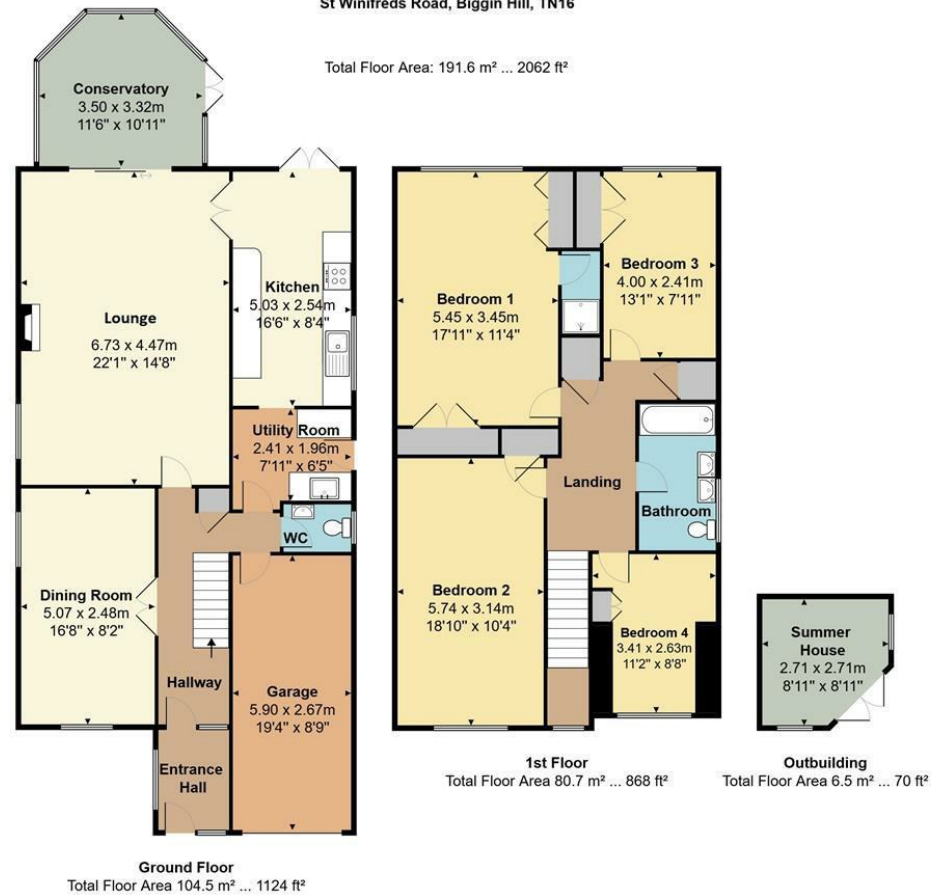 St Winifreds Road, Biggin Hill, TN16
Total Floor Area: 191.6 m² ... 2062 ft²
Conservatory
3.50 x 3.32m
11'6" x 10'11"
Lounge
6.73 x 4.47m
22'1" x 14'8"
Kitchen
5.03 x 2.54m
16'6" x 8'4"
Utility Room
2.41 x 1.96m
7'11" x 6'5"
WC
Dining Room
5.07 x 2.48m
16'8" x 8'2"
Hallway
Garage
5.90 x 2.67m
19'4" x 8'9"
Entrance
Hall
Ground Floor
Total Floor Area 104.5 m² ... 1124 ft²
Bedroom 1
5.45 x 3.45m
17'11" x 11'4"
Bedroom 3
4.00 x 2.41m
13'1" x 7'11"
Landing
Bathroom
Bedroom 2
5.74 x 3.14m
18'10" x 10'4"
Bedroom 4
3.41 x 2.63m
11'2" x 8'8"
1st Floor
Total Floor Area 80.7 m² ... 868 ft²
Summer
House
2.71 x 2.71m
8'11" x 8'11"
Outbuilding
Total Floor Area 6.5 m² ... 70 ft²